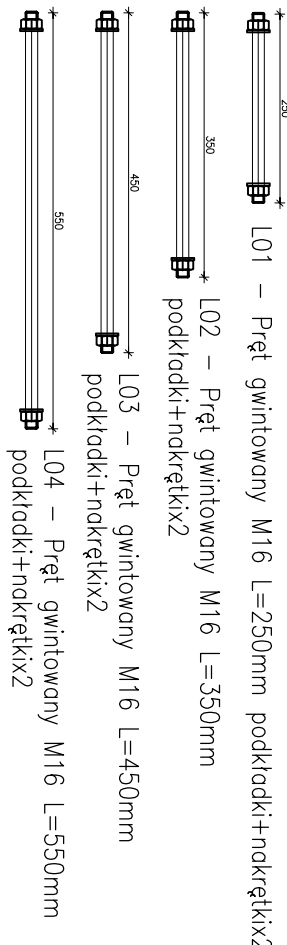 250
L01 – Pręt gwintowany M16 L=250mm podkładki+nakrętkix2
350
L02 – Pręt gwintowany M16 L=350mm
podkładki+nakrętkix2
450
L03 – Pręt gwintowany M16 L=450mm
podkładki+nakrętkix2
550
L04 – Pręt gwintowany M16 L=550mm
podkładki+nakrętkix2